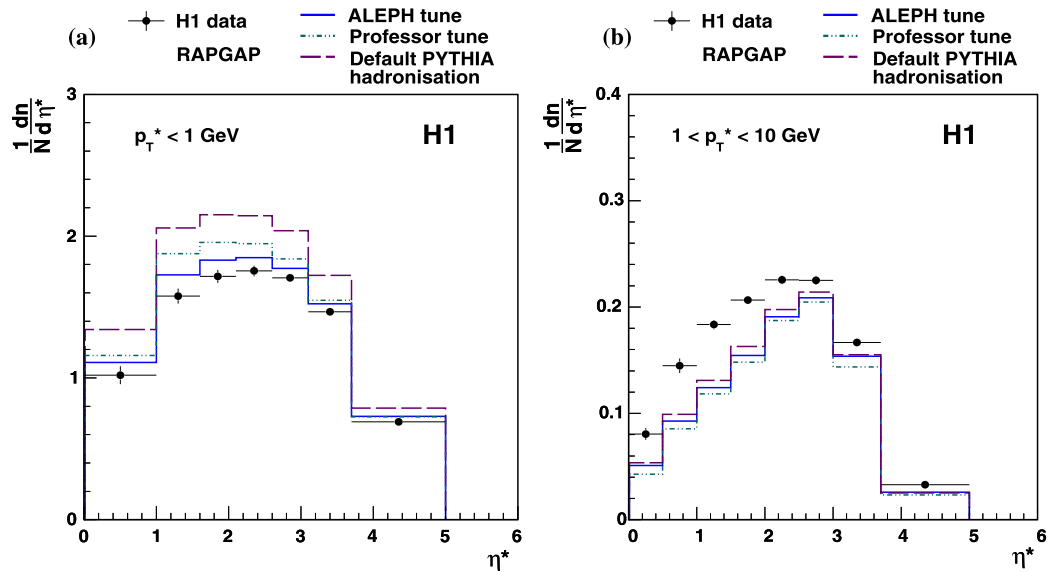 (a)
H1 data
RAPGAP
ALEPH tune
Professor tune
Default PYTHIA
hadronisation
1 dn
N d η*
3
2
1
0
p_T* < 1 GeV
H1
0 1 2 3 4 5 6
η*
(b)
H1 data
RAPGAP
ALEPH tune
Professor tune
Default PYTHIA
hadronisation
1 dn
N d η*
0.4
0.3
0.2
0.1
0
1 < p_T* < 10 GeV
H1
0 1 2 3 4 5 6
η*